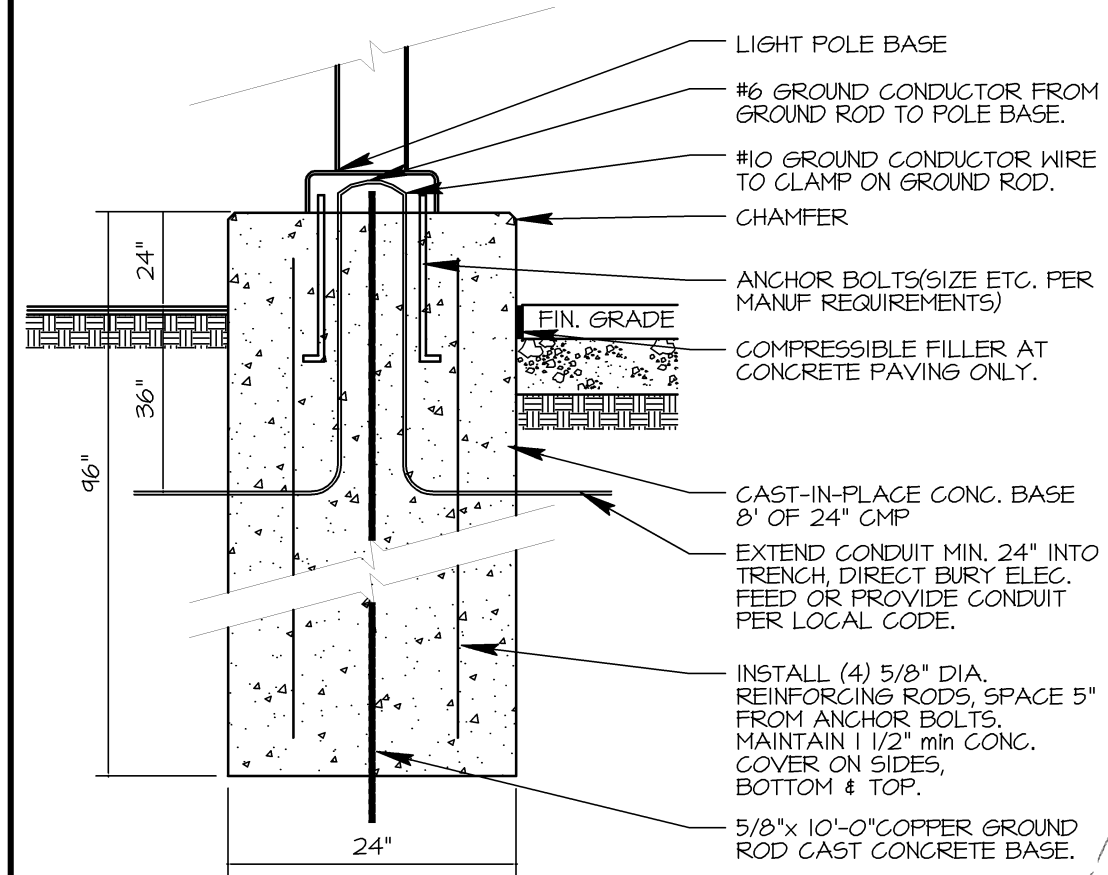 LIGHT POLE BASE
#6 GROUND CONDUCTOR FROM
GROUND ROD TO POLE BASE.
#10 GROUND CONDUCTOR WIRE
TO CLAMP ON GROUND ROD.
CHAMFER
ANCHOR BOLTS(SIZE ETC. PER
MANUF REQUIREMENTS)
FIN. GRADE
COMPRESSIBLE FILLER AT
CONCRETE PAVING ONLY.
CAST-IN-PLACE CONC. BASE
8' OF 24" CMP
EXTEND CONDUIT MIN. 24" INTO
TRENCH, DIRECT BURY ELEC.
FEED OR PROVIDE CONDUIT
PER LOCAL CODE.
INSTALL (4) 5/8" DIA.
REINFORCING RODS, SPACE 5"
FROM ANCHOR BOLTS.
MAINTAIN 1 1/2" min CONC.
COVER ON SIDES,
BOTTOM & TOP.
5/8"x 10'-0"COPPER GROUND
ROD CAST CONCRETE BASE.
24"
36"
96"
24"